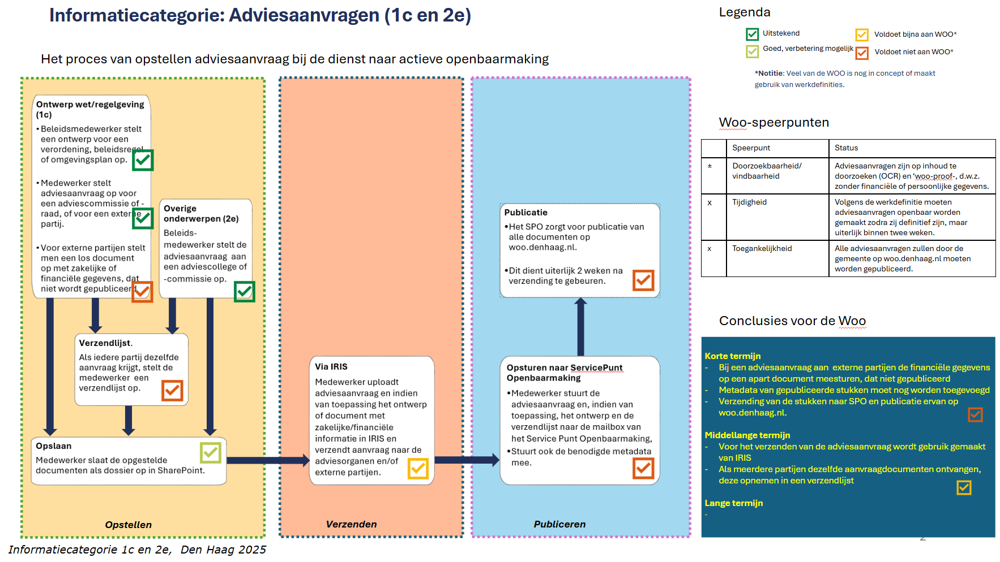 Informatiecategorie: Adviesaanvragen (1c en 2e)
Het proces van opstellen adviesaanvraag bij de dienst naar actieve openbaarmaking
Ontwerp wet/regelgeving
(1c)
•Beleidsmedewerker stelt
een ontwerp voor een
verordening, beleidsregel
of omgevingsplan op.
•Medewerker stelt
adviesaanvraag op voor
een adviescommissie of -
raad, of voor een externe
partij.
•Voor externe partijen stelt
men een los document
op met zakelijke of
financiële gegevens, dat
niet wordt gepubliceerd
Overige
onderwerpen (2e)
Beleids-
medewerker stelt de
adviesaanvraag aan
een adviescollege of
-commissie op.
Verzendlijst.
Als iedere partij dezelfde
aanvraag krijgt, stelt de
medewerker een
verzendlijst op.
Opslaan
Medewerker slaat de opgestelde
documenten als dossier op in SharePoint.
Opstellen
Via IRIS
Medewerker uploadt
adviesaanvraag en indien
van toepassing het ontwerp
of document met
zakelijke/financiële
informatie in IRIS en
verzendt aanvraag naar de
adviesorganen en/of
externe partijen.
Verzenden
Publicatie
•Het SPO zorgt voor publicatie van
alle documenten op
woo.denhaag.nl.
•Dit dient uiterlijk 2 weken na
verzending te gebeuren.
Opsturen naar ServicePunt
Openbaarmaking
•Medewerker stuurt de
adviesaanvraag en, indien van
toepassing, het ontwerp en de
verzendlijst naar de mailbox van
het Service Punt Openbaarmaking,
•Stuurt ook de benodigde metadata
mee.
Publiceren
Informatiecategorie 1c en 2e, Den Haag 2025
Legenda
Uitstekend
Voldoet bijna aan WOO*
Goed, verbetering mogelijk
Voldoet niet aan WOO*
*Notitie: Veel van de WOO is nog in concept of maakt
gebruik van werkdefinities.
Woo-speerpunten
Speerpunt Status
± Doorzoekbaarheid/
vindbaarheid
Adviesaanvragen zijn op inhoud te
doorzoeken (OCR) en ‘woo-proof-, d.w.z.
zonder financiële of persoonlijke gegevens.
x Tijdigheid
Volgens de werkdefinitie moeten
adviesaanvragen openbaar worden
gemaakt zodra zij definitief zijn, maar
uiterlijk binnen twee weken.
x Toegankelijkheid
Alle adviesaanvragen zullen door de
gemeente op woo.denhaag.nl moeten
worden gepubliceerd.
Conclusies voor de Woo
Korte termijn
- Bij een adviesaanvraag aan externe partijen de financiële gegevens
op een apart document meesturen, dat niet gepubliceerd
- Metadata van gepubliceerde stukken moet nog worden toegevoegd
- Verzending van de stukken naar SPO en publicatie ervan op
woo.denhaag.nl.
Middellange termijn
- Voor het verzenden van de adviesaanvraag wordt gebruik gemaakt
van IRIS
- Als meerdere partijen dezelfde aanvraagdocumenten ontvangen,
deze opnemen in een verzendlijst
Lange termijn
-
2